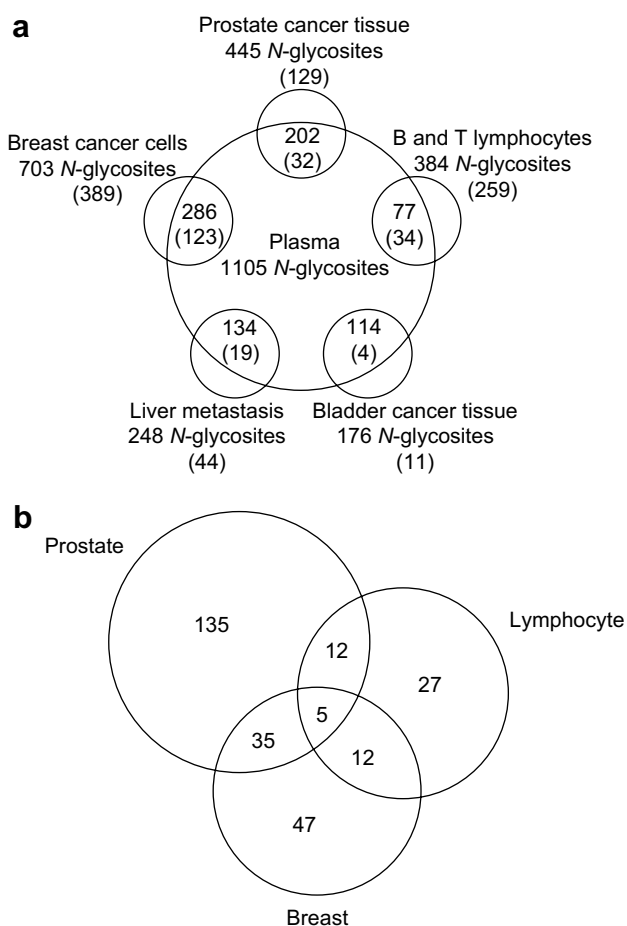 a
Prostate cancer tissue
445 N-glycosites
(129)
202
(32)
Breast cancer cells
703 N-glycosites
(389)
286
(123)
B and T lymphocytes
384 N-glycosites
(259)
77
(34)
Plasma
1105 N-glycosites
134
(19)
Liver metastasis
248 N-glycosites
(44)
114
(4)
Bladder cancer tissue
176 N-glycosites
(11)
b
Prostate
135
Lymphocyte
12
27
5
35
12
47
Breast